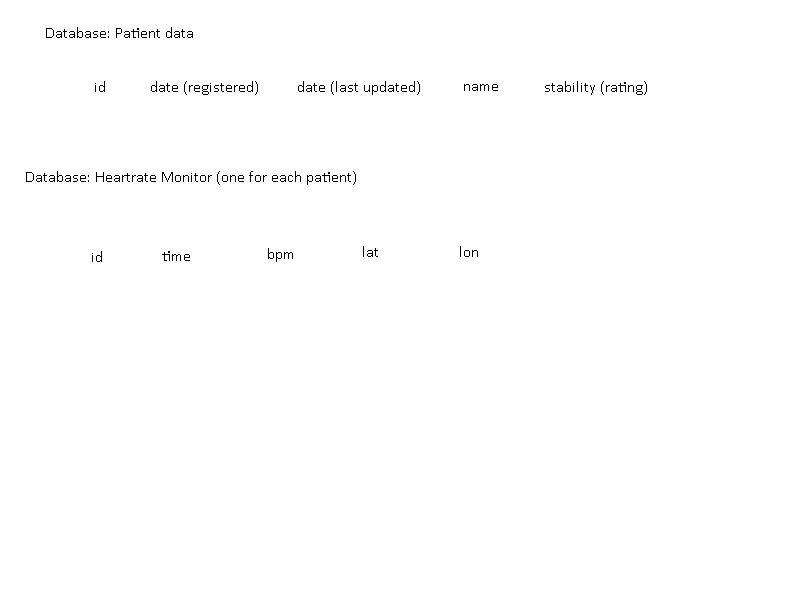 Database: Patient data
id date (registered) date (last updated) name stability (rating)
Database: Heartrate Monitor (one for each patient)
id time bpm lat lon